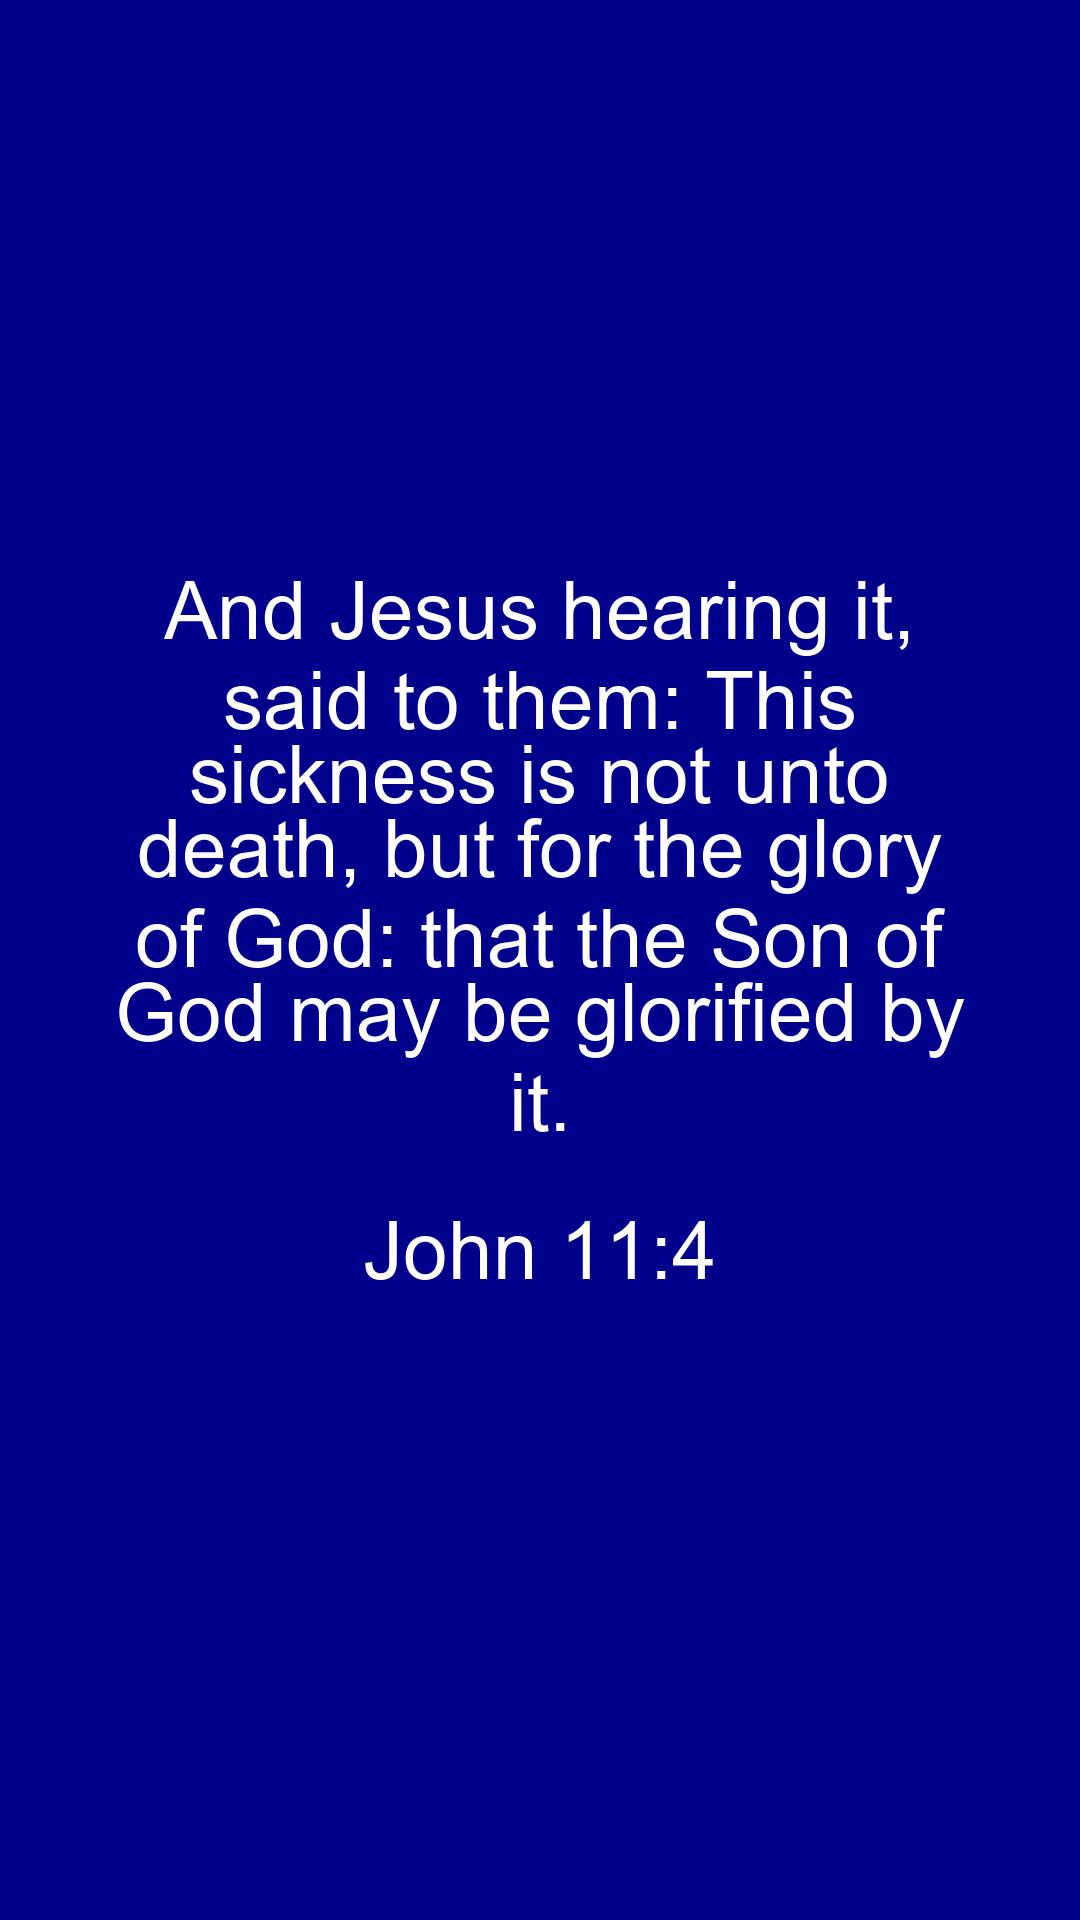 And Jesus hearing it,
said to them: This
sickness is not unto
death, but for the glory
of God: that the Son of
God may be glorified by
it.
John 11:4